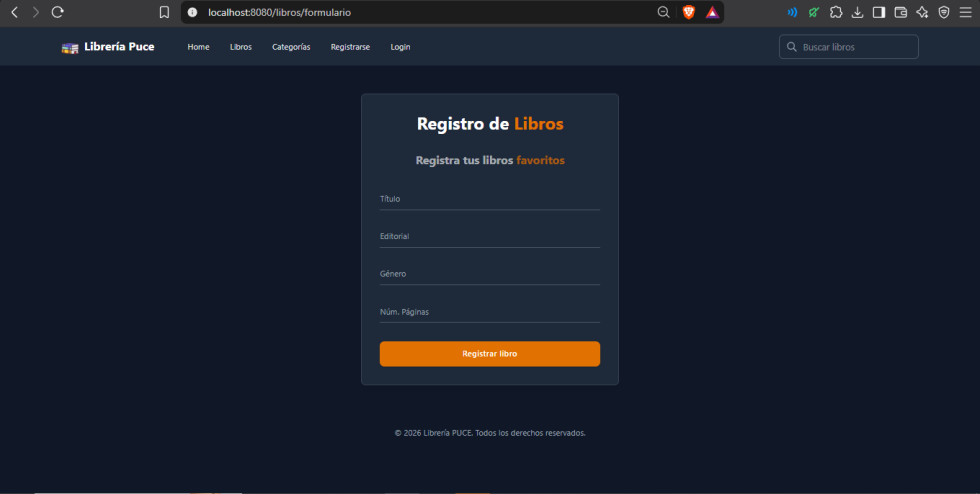 localhost:8080/libros/formulario
Librería Puce Home Libros Categorías Registrarse Login Buscar libros
Registro de Libros
Registra tus libros favoritos
Título
Editorial
Género
Núm. Páginas
Registrar libro
© 2026 Librería PUCE. Todos los derechos reservados.